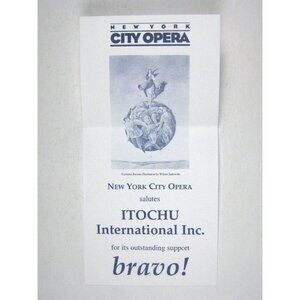 NEW YORK
CITY OPERA
NEW YORK CITY OPERA
salutes
ITOCHU
International Inc.
for its outstanding support
bravo!